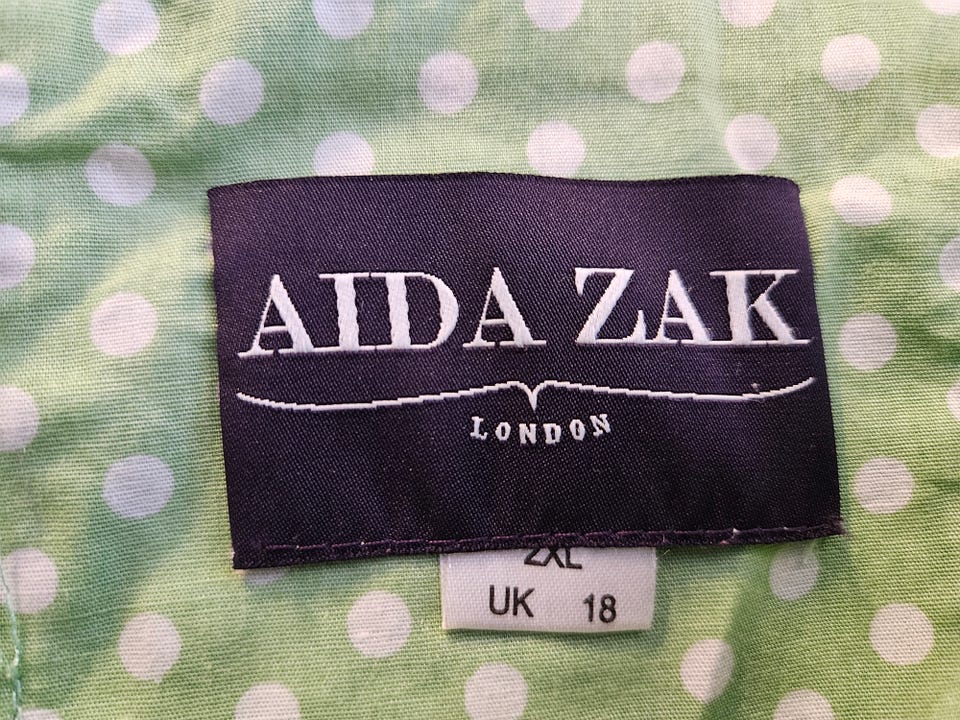 AIDA ZAK
LONDON
2XL
UK 18